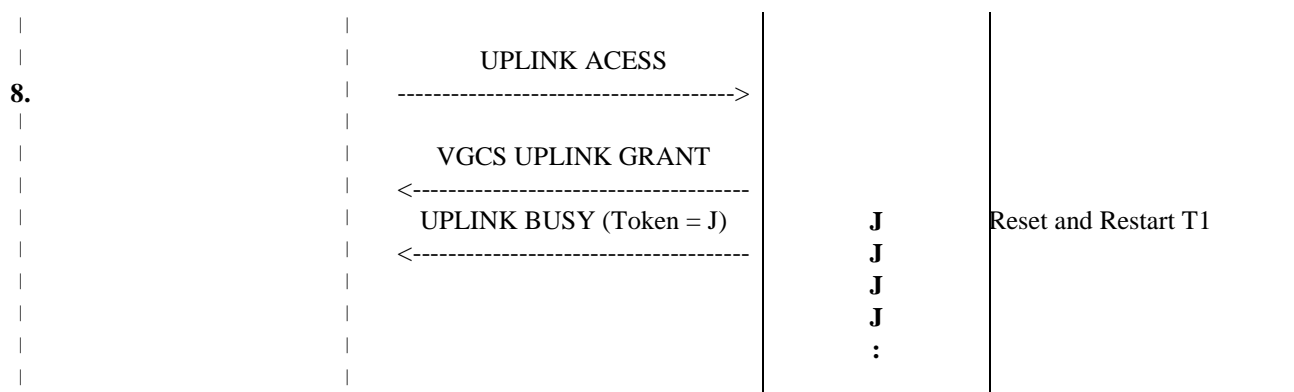 UPLINK ACESS
8.
------------------------------------->
VGCS UPLINK GRANT
<-------------------------------------
UPLINK BUSY (Token = J) J Reset and Restart T1
<------------------------------------- J
J
J
: